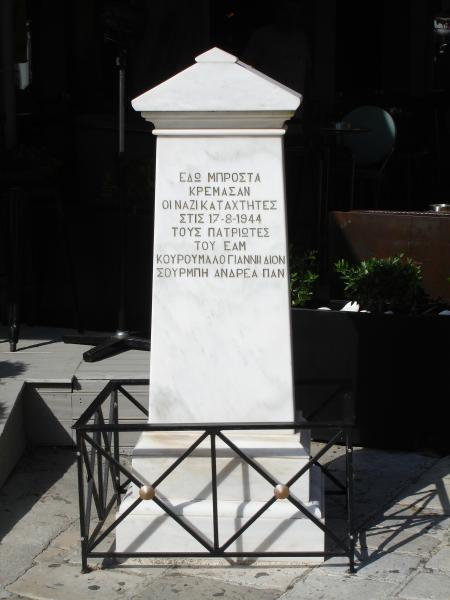 ΕΔΩ ΜΠΡΟΣΤΑ
ΚΡΕΜΑΣΑΝ
ΟΙ ΝΑΖΙ ΚΑΤΑΧΤΗΤΕΣ
ΣΤΙΣ 17-8-1944
ΤΟΥΣ ΠΑΤΡΙΩΤΕΣ
ΤΟΥ ΕΑΜ
ΚΟΥΡΟΥΜΑΛΟ ΓΙΑΝΝΗ ΔΙΟΝ
ΣΟΥΡΜΠΗ ΑΝΔΡΕΑ ΠΑΝ